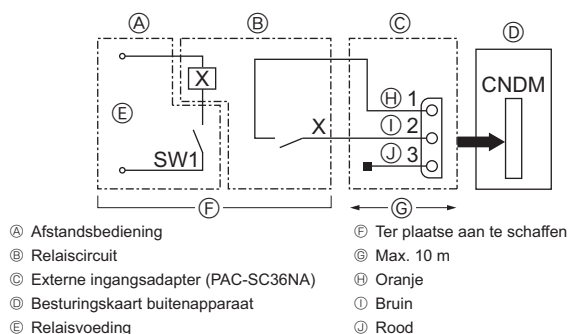 Ⓐ Ⓑ Ⓒ Ⓓ
CNDM
X
Ⓗ 1
Ⓔ X Ⓘ 2
SW1 Ⓙ 3
Ⓕ Ⓖ
Ⓐ Afstandsbediening
Ⓑ Relaiscircuit
Ⓒ Externe ingangsadapter (PAC-SC36NA)
Ⓓ Besturingskaart buitenapparaat
Ⓔ Relaisvoeding
Ⓕ Ter plaatse aan te schaffen
Ⓖ Max. 10 m
Ⓗ Oranje
Ⓘ Bruin
Ⓙ Rood